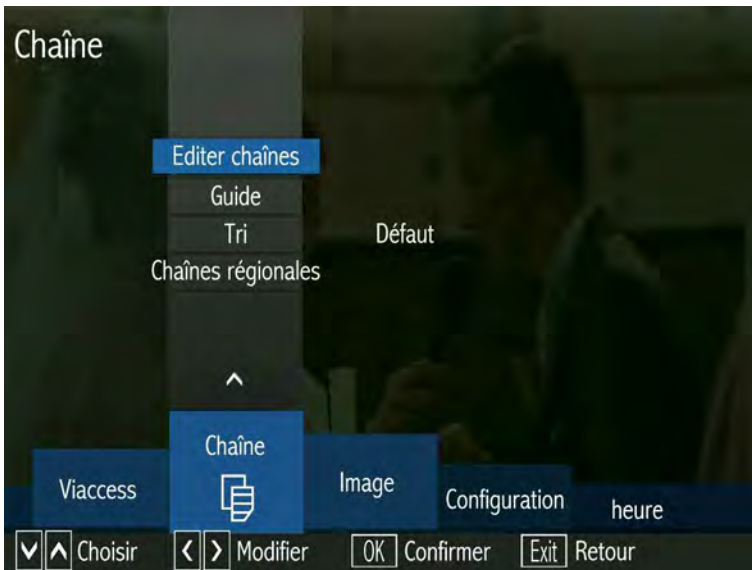 Chaîne
Editer chaînes
Guide
Tri Défaut
Chaînes régionales
Viaccess Chaîne Image Configuration heure
Choisir Modifier OK Confirmer Exit Retour